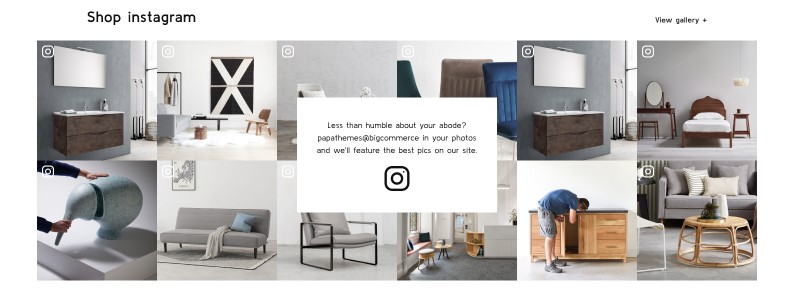 Shop instagram
View gallery +
Less than humble about your abode?
papathemes@bigcommerce in your photos
and we'll feature the best pics on our site.